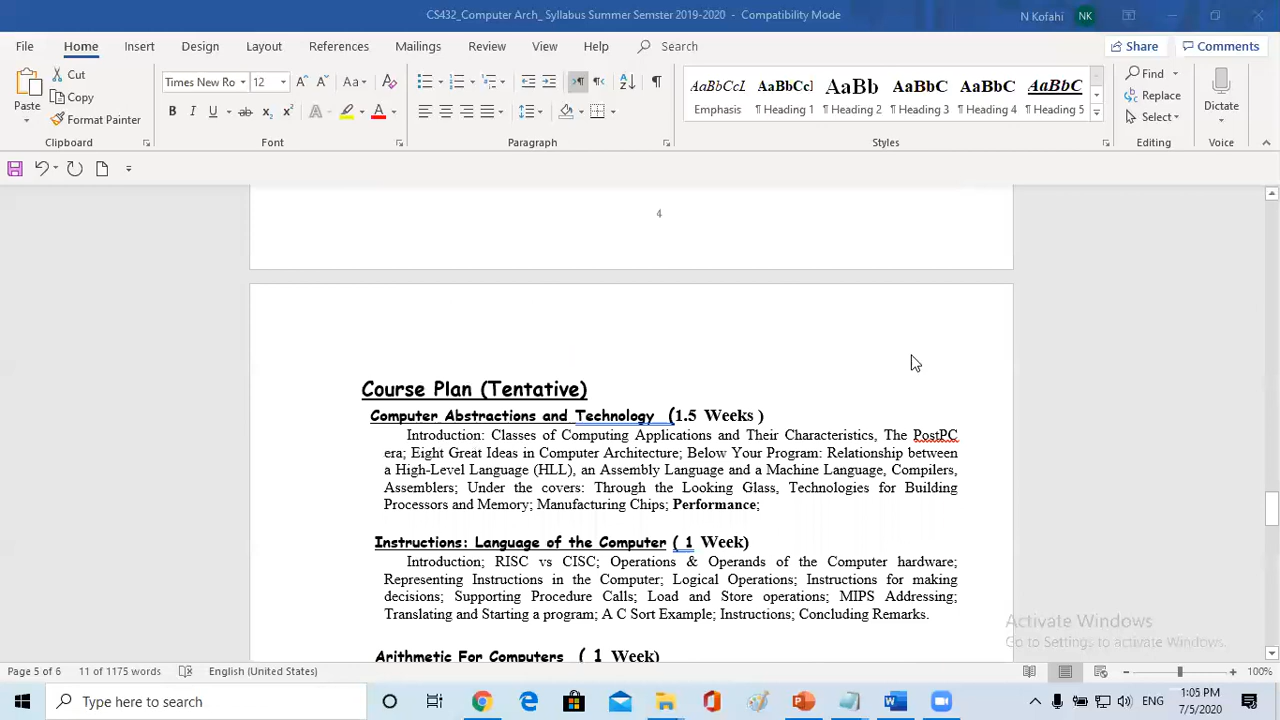 CS432_Computer Arch_ Syllabus Summer Semster 2019-2020 - Compatibility Mode
N Kofahi NK
File Home Insert Design Layout References Mailings Review View Help Search Share Comments
Paste Cut Copy Format Painter
Times New Ro 12 Aa
B I U ab x₂ x² A A
AaBbCcL AaBbCcI AaBb AaBbC AaBbC AaBbC
Emphasis ¶ Heading 1 ¶ Heading 2 ¶ Heading 3 ¶ Heading 4 ¶ Heading 5
Find Replace Select Dictate
Clipboard Font Paragraph Styles Editing Voice
4
Course Plan (Tentative)
Computer Abstractions and Technology (1.5 Weeks )
Introduction: Classes of Computing Applications and Their Characteristics, The PostPC
era; Eight Great Ideas in Computer Architecture; Below Your Program: Relationship between
a High-Level Language (HLL), an Assembly Language and a Machine Language, Compilers,
Assemblers; Under the covers: Through the Looking Glass, Technologies for Building
Processors and Memory; Manufacturing Chips; Performance;
Instructions: Language of the Computer ( 1 Week)
Introduction; RISC vs CISC; Operations & Operands of the Computer hardware;
Representing Instructions in the Computer; Logical Operations; Instructions for making
decisions; Supporting Procedure Calls; Load and Store operations; MIPS Addressing;
Translating and Starting a program; A C Sort Example; Instructions; Concluding Remarks.
Arithmetic For Computers ( 1 Week)
Activate Windows
Go to Settings to activate Windows.
Page 5 of 6 11 of 1175 words English (United States) 100%
Type here to search ENG 1:05 PM
7/5/2020